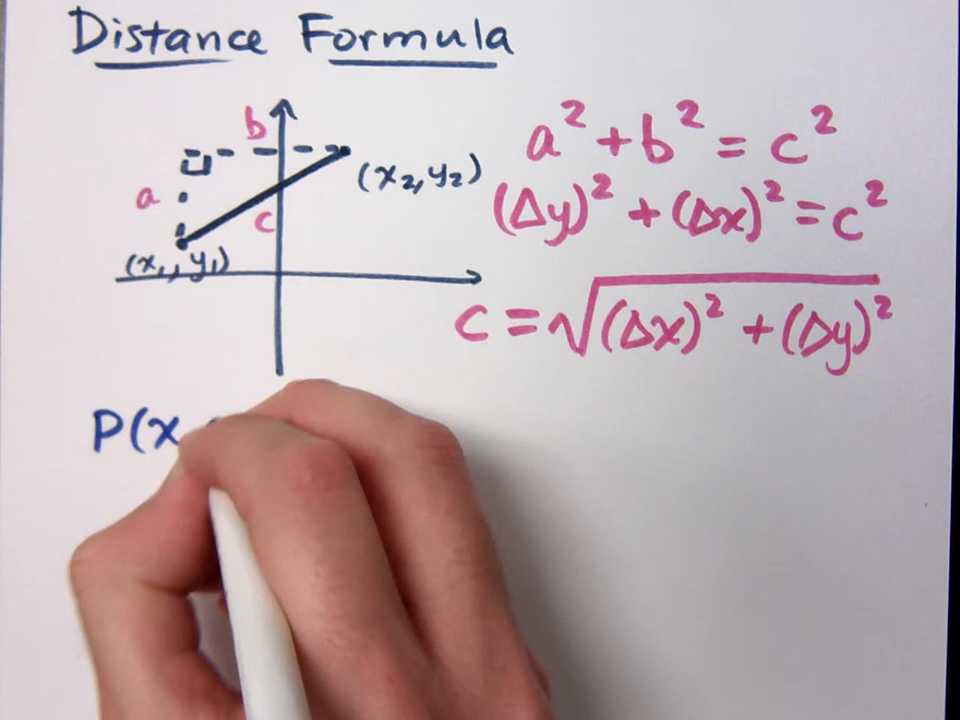 Distance Formula
b
a
c
(x₂, y₂)
(x₁, y₁)
a² + b² = c²
(Δy)² + (Δx)² = c²
c = √(Δx)² + (Δy)²
P(x